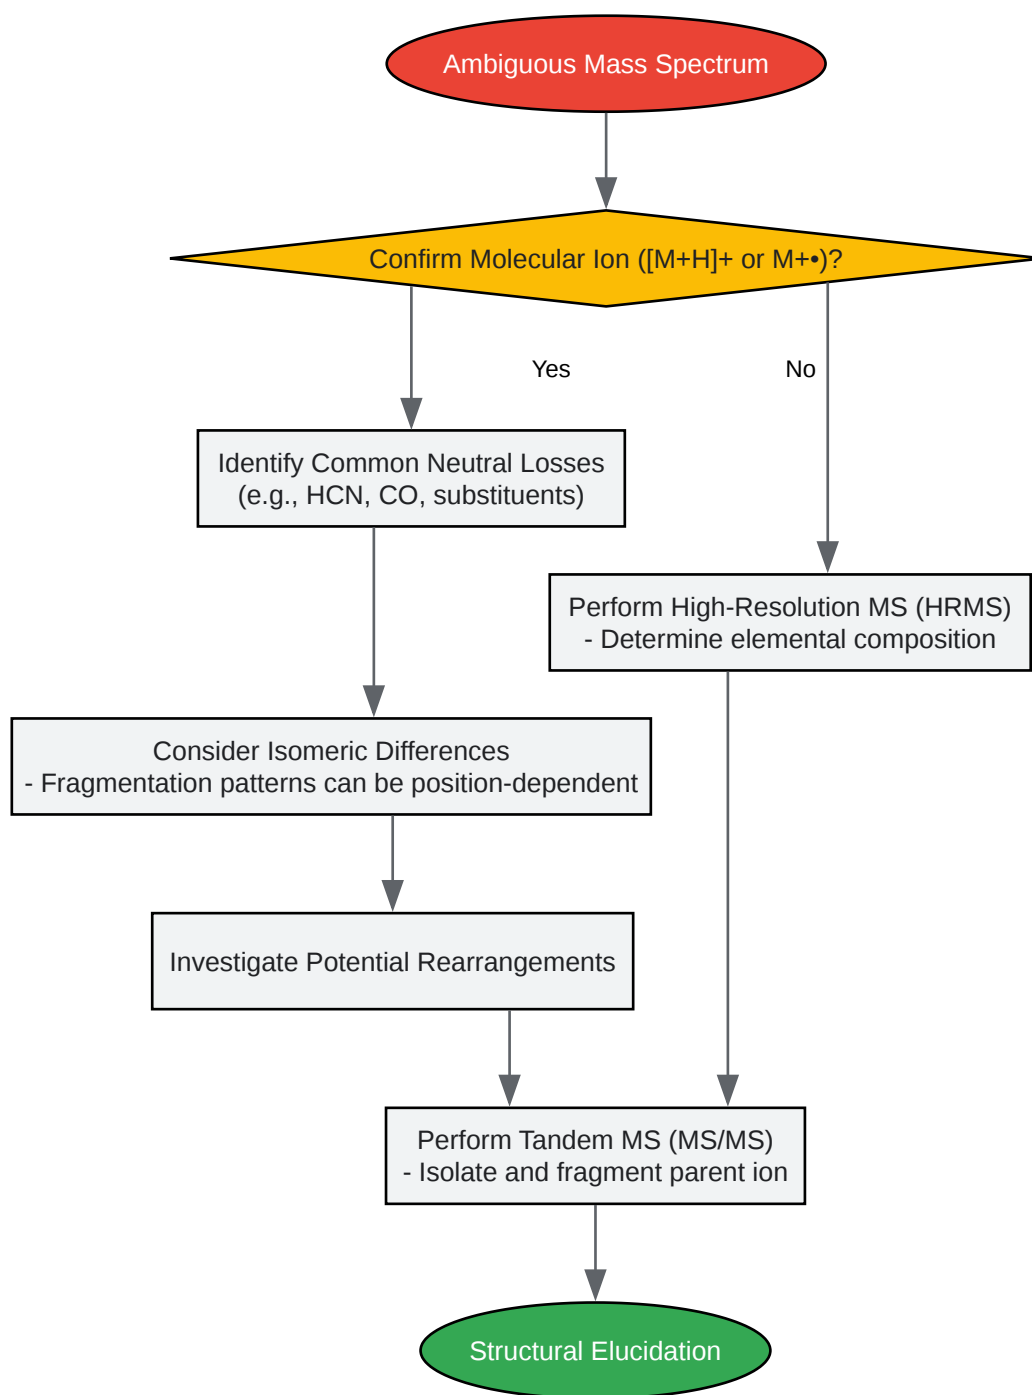 Ambiguous Mass Spectrum
Confirm Molecular Ion ([M+H]+ or M+•)?
Yes
No
Identify Common Neutral Losses
(e.g., HCN, CO, substituents)
Perform High-Resolution MS (HRMS)
- Determine elemental composition
Consider Isomeric Differences
- Fragmentation patterns can be position-dependent
Investigate Potential Rearrangements
Perform Tandem MS (MS/MS)
- Isolate and fragment parent ion
Structural Elucidation